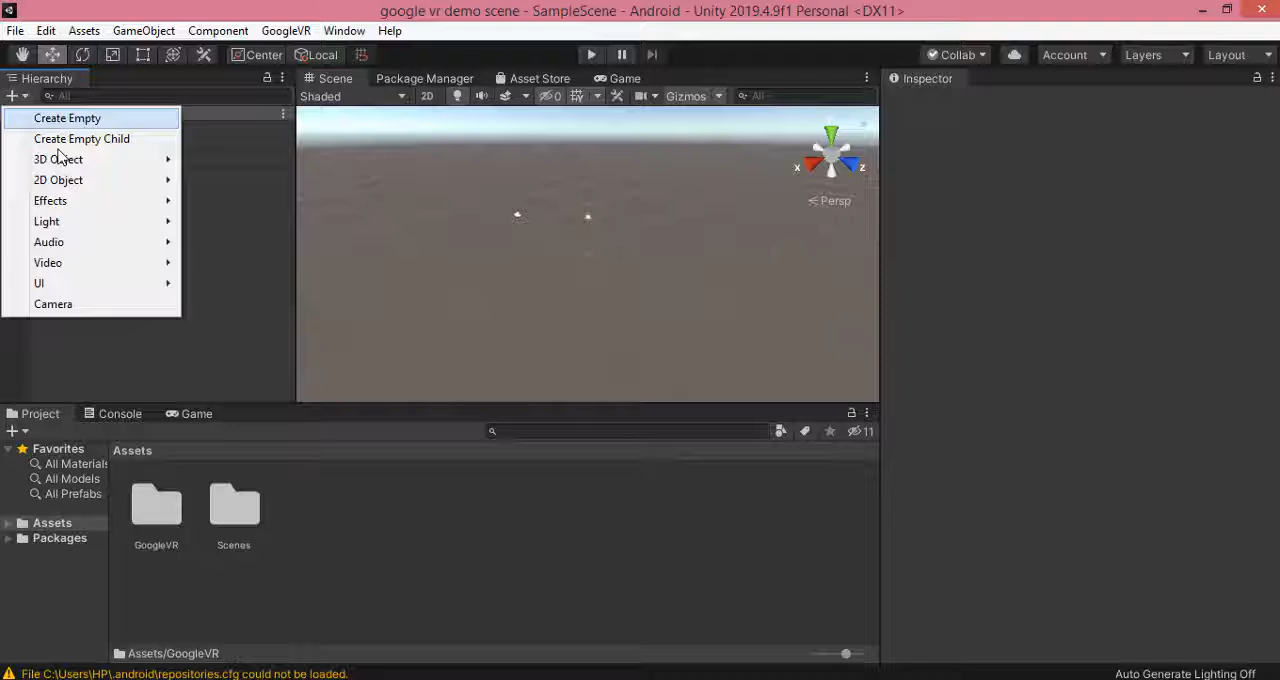 google vr demo scene - SampleScene - Android - Unity 2019.4.9f1 Personal <DX11>
File Edit Assets GameObject Component GoogleVR Window Help
Center Local Collab Account Layers Layout
Hierarchy Scene Package Manager Asset Store Game Inspector
All Shaded 2D 0 Gizmos All
Create Empty
Create Empty Child
3D Object
2D Object
Effects
Light
Audio
Video
UI
Camera
x z
Persp
Project Console Game
11
Favorites
All Materials
All Models
All Prefabs
Assets
Packages
Assets
GoogleVR Scenes
Assets/GoogleVR
File C:\Users\HP\.android\repositories.cfg could not be loaded.
Auto Generate Lighting Off